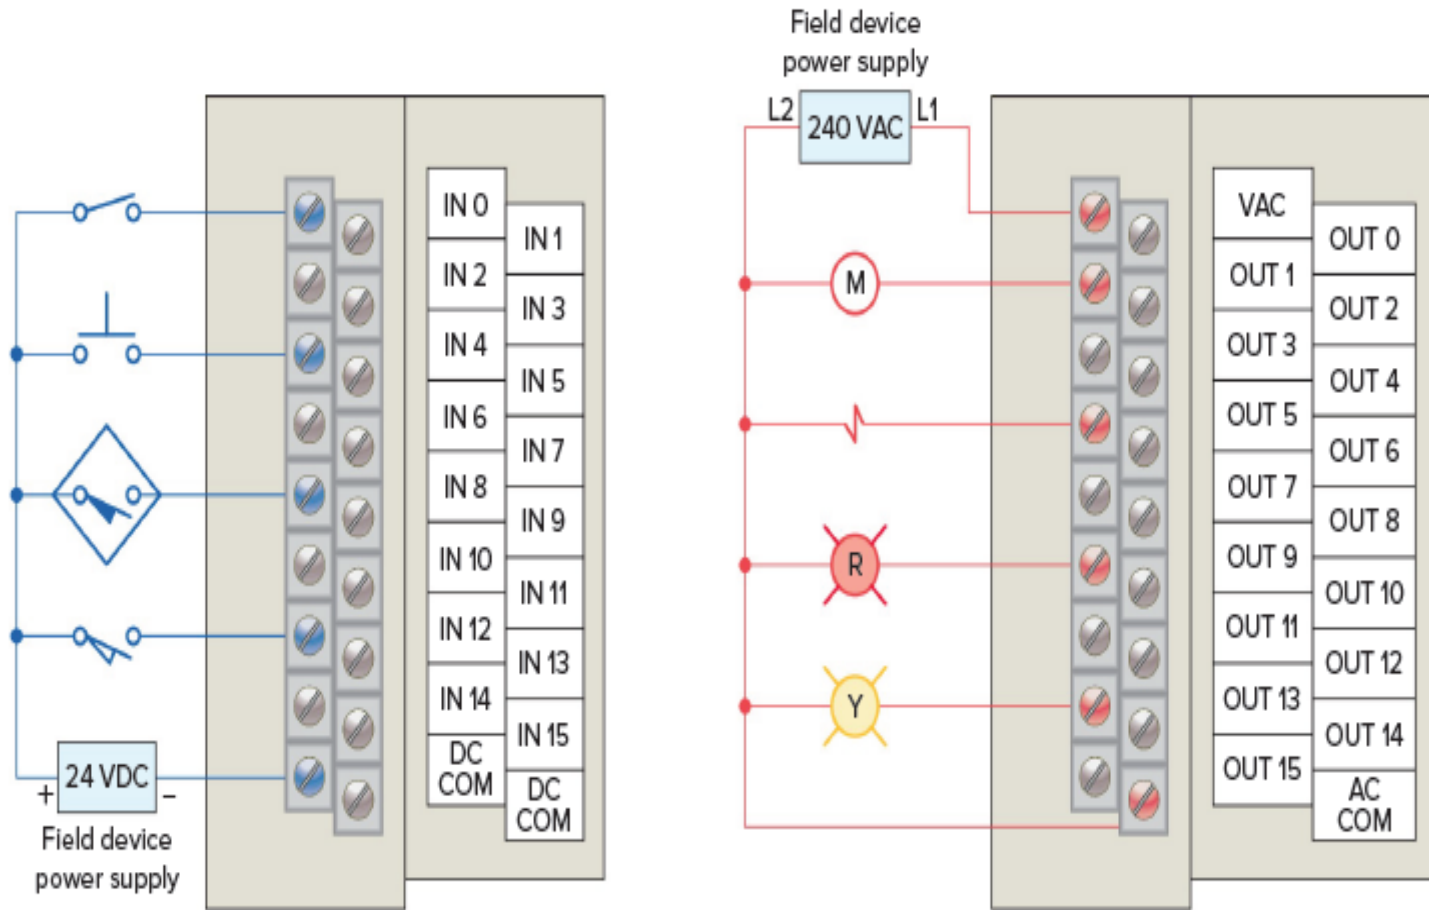 Field device
power supply
L2
240 VAC
L1
IN 0
IN 1
IN 2
IN 3
IN 4
IN 5
IN 6
IN 7
IN 8
IN 9
IN 10
IN 11
IN 12
IN 13
IN 14
IN 15
DC
COM
DC
COM
+
24 VDC
−
Field device
power supply
M
R
Y
VAC
OUT 0
OUT 1
OUT 2
OUT 3
OUT 4
OUT 5
OUT 6
OUT 7
OUT 8
OUT 9
OUT 10
OUT 11
OUT 12
OUT 13
OUT 14
OUT 15
AC
COM